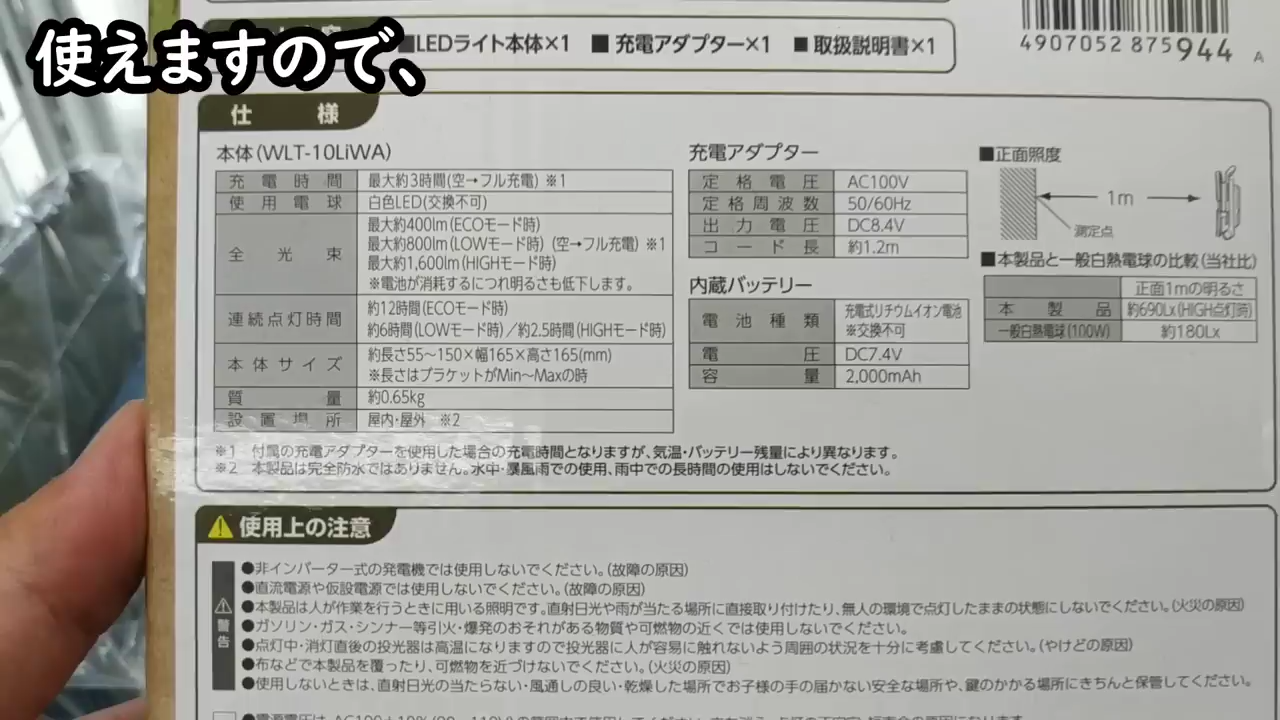 使えますので、
■LEDライト本体×1 ■充電アダプター×1 ■取扱説明書×1
4907052 875944 A
仕様
本体(WLT-10LiWA)
充電時間 最大約3時間(空→フル充電) ※1
使用電球 白色LED(交換不可)
全光束 最大約400lm(ECOモード時)
最大約800lm(LOWモード時) (空→フル充電) ※1
最大約1,600lm(HIGHモード時)
※電池が消耗するにつれ明るさも低下します。
連続点灯時間 約12時間(ECOモード時)
約6時間(LOWモード時)/約2.5時間(HIGHモード時)
本体サイズ 約長さ55~150×幅165×高さ165(mm)
※長さはブラケットがMin~Maxの時
質量 約0.65kg
設置場所 屋内・屋外 ※2
充電アダプター
定格電圧 AC100V
定格周波数 50/60Hz
出力電圧 DC8.4V
コード長 約1.2m
内蔵バッテリー
電池種類 充電式リチウムイオン電池
※交換不可
電圧 DC7.4V
容量 2,000mAh
■正面照度
1m
測定点
■本製品と一般白熱電球の比較(当社比)
正面1mの明るさ
本製品 約690Lx(HIGH点灯時)
一般白熱電球(100W) 約180Lx
※1 付属の充電アダプターを使用した場合の充電時間となりますが、気温・バッテリー残量により異なります。
※2 本製品は完全防水ではありません。水中・暴風雨での使用、雨中での長時間の使用はしないでください。
使用上の注意
警告
●非インバーター式の発電機では使用しないでください。(故障の原因)
●直流電源や仮設電源では使用しないでください。(故障の原因)
●本製品は人が作業を行うときに用いる照明です。直射日光や雨が当たる場所に直接取り付けたり、無人の環境で点灯したままの状態にしないでください。(火災の原因)
●ガソリン・ガス・シンナー等引火・爆発のおそれがある物質や可燃物の近くでは使用しないでください。
●点灯中・消灯直後の投光器は高温になりますので投光器に人が容易に触れないよう周囲の状況を十分に考慮してください。(やけどの原因)
●布などで本製品を覆ったり、可燃物を近づけないでください。(火災の原因)
●使用しないときは、直射日光の当たらない・風通しの良い・乾燥した場所でお子様の手の届かない安全な場所や、鍵のかかる場所にきちんと保管してください。